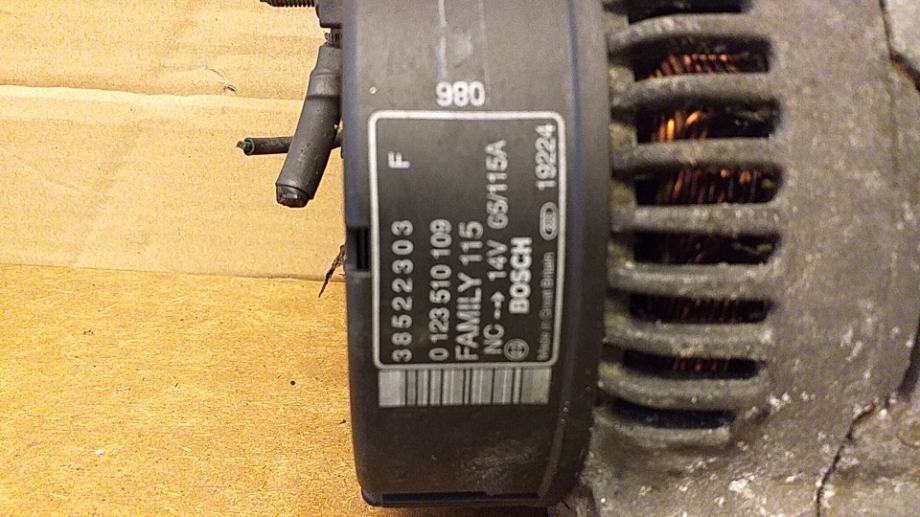 980
38522303 F
0 123 510 109
FAMILY 115
NC --> 14V 65/115A
BOSCH
Made in Great Britain 19224